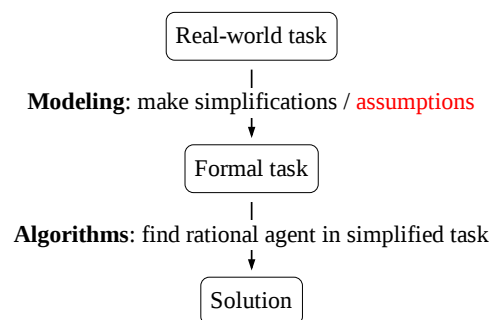 Real-world task
Modeling: make simplifications / assumptions
Formal task
Algorithms: find rational agent in simplified task
Solution